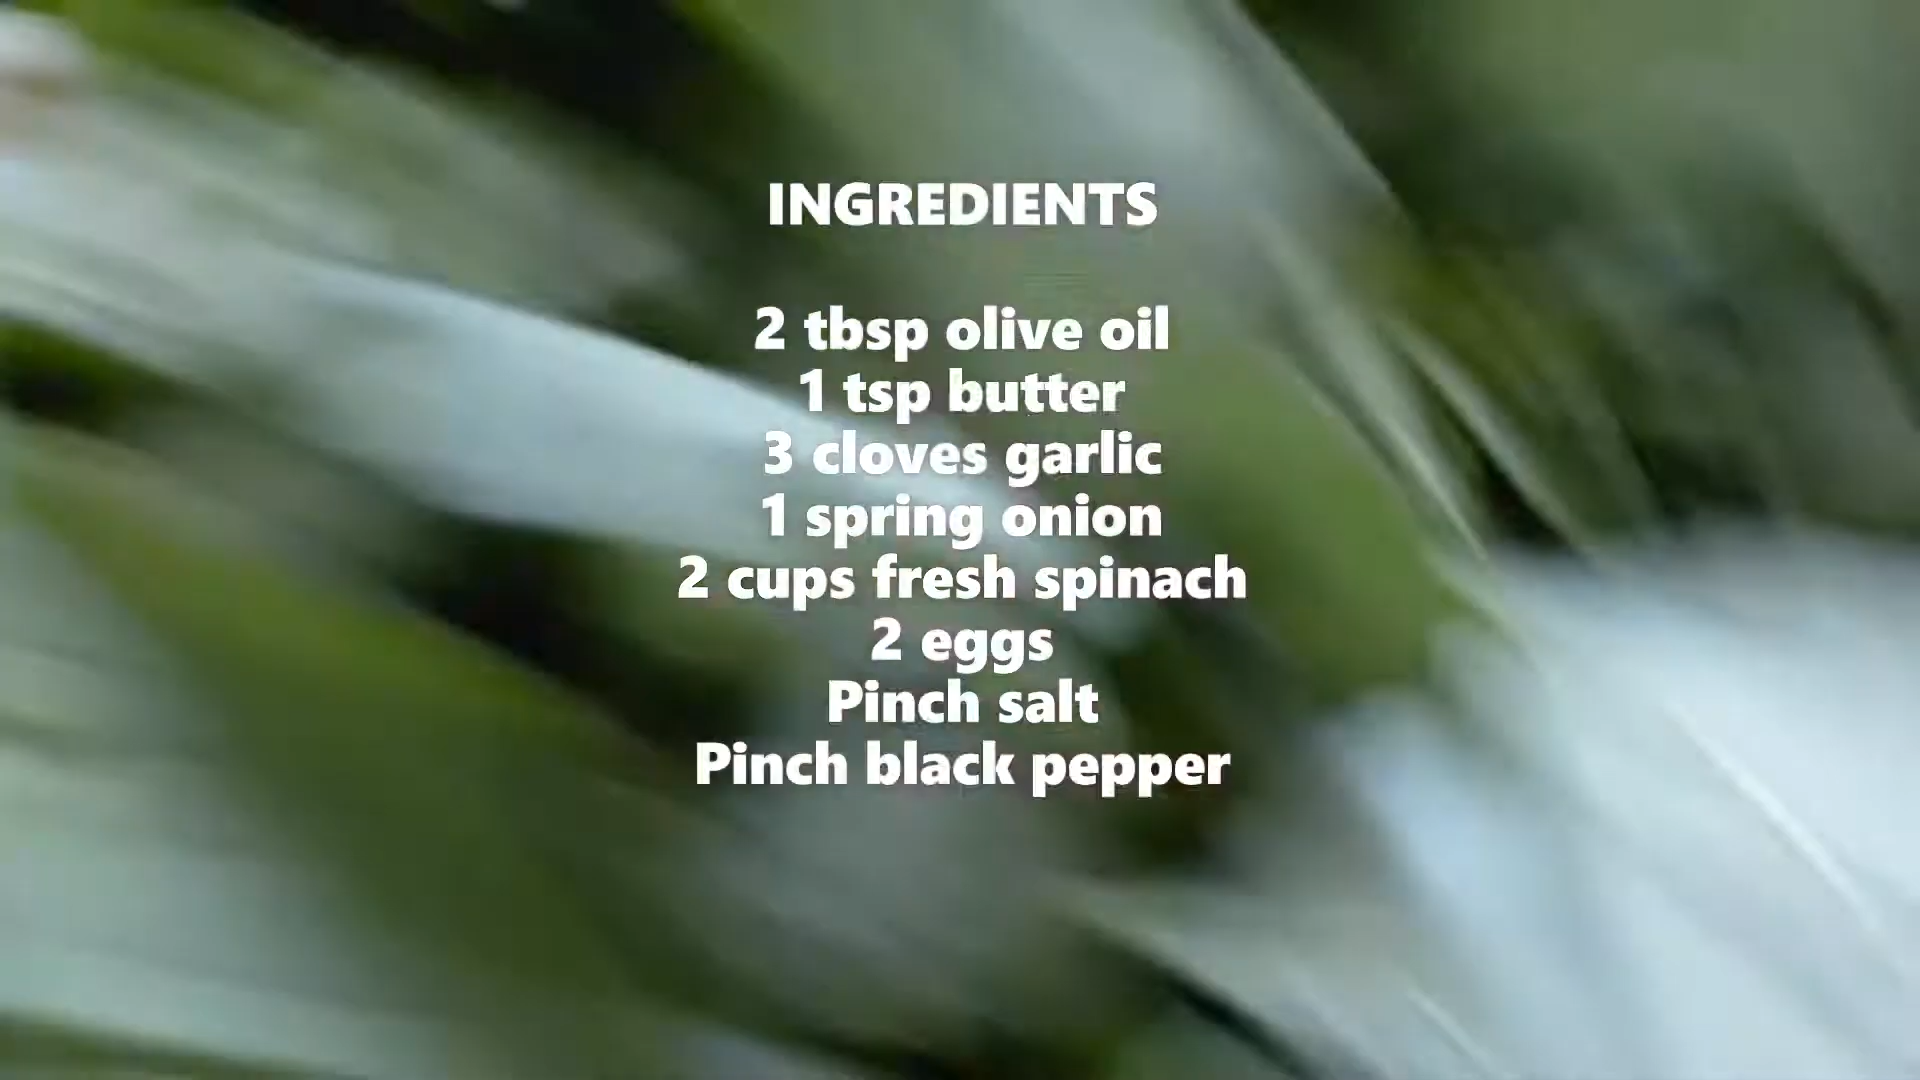 INGREDIENTS
2 tbsp olive oil
1 tsp butter
3 cloves garlic
1 spring onion
2 cups fresh spinach
2 eggs
Pinch salt
Pinch black pepper